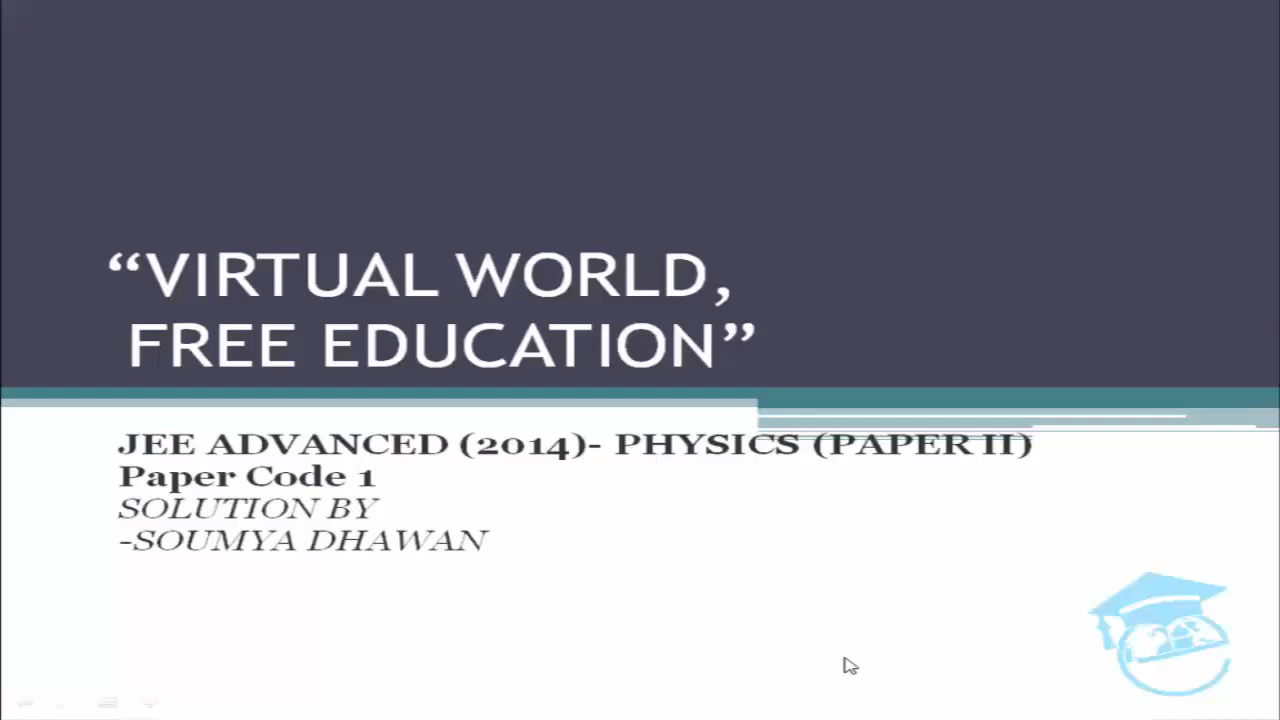 “VIRTUAL WORLD,
FREE EDUCATION”
JEE ADVANCED (2014)- PHYSICS (PAPER II)
Paper Code 1
SOLUTION BY
-SOUMYA DHAWAN